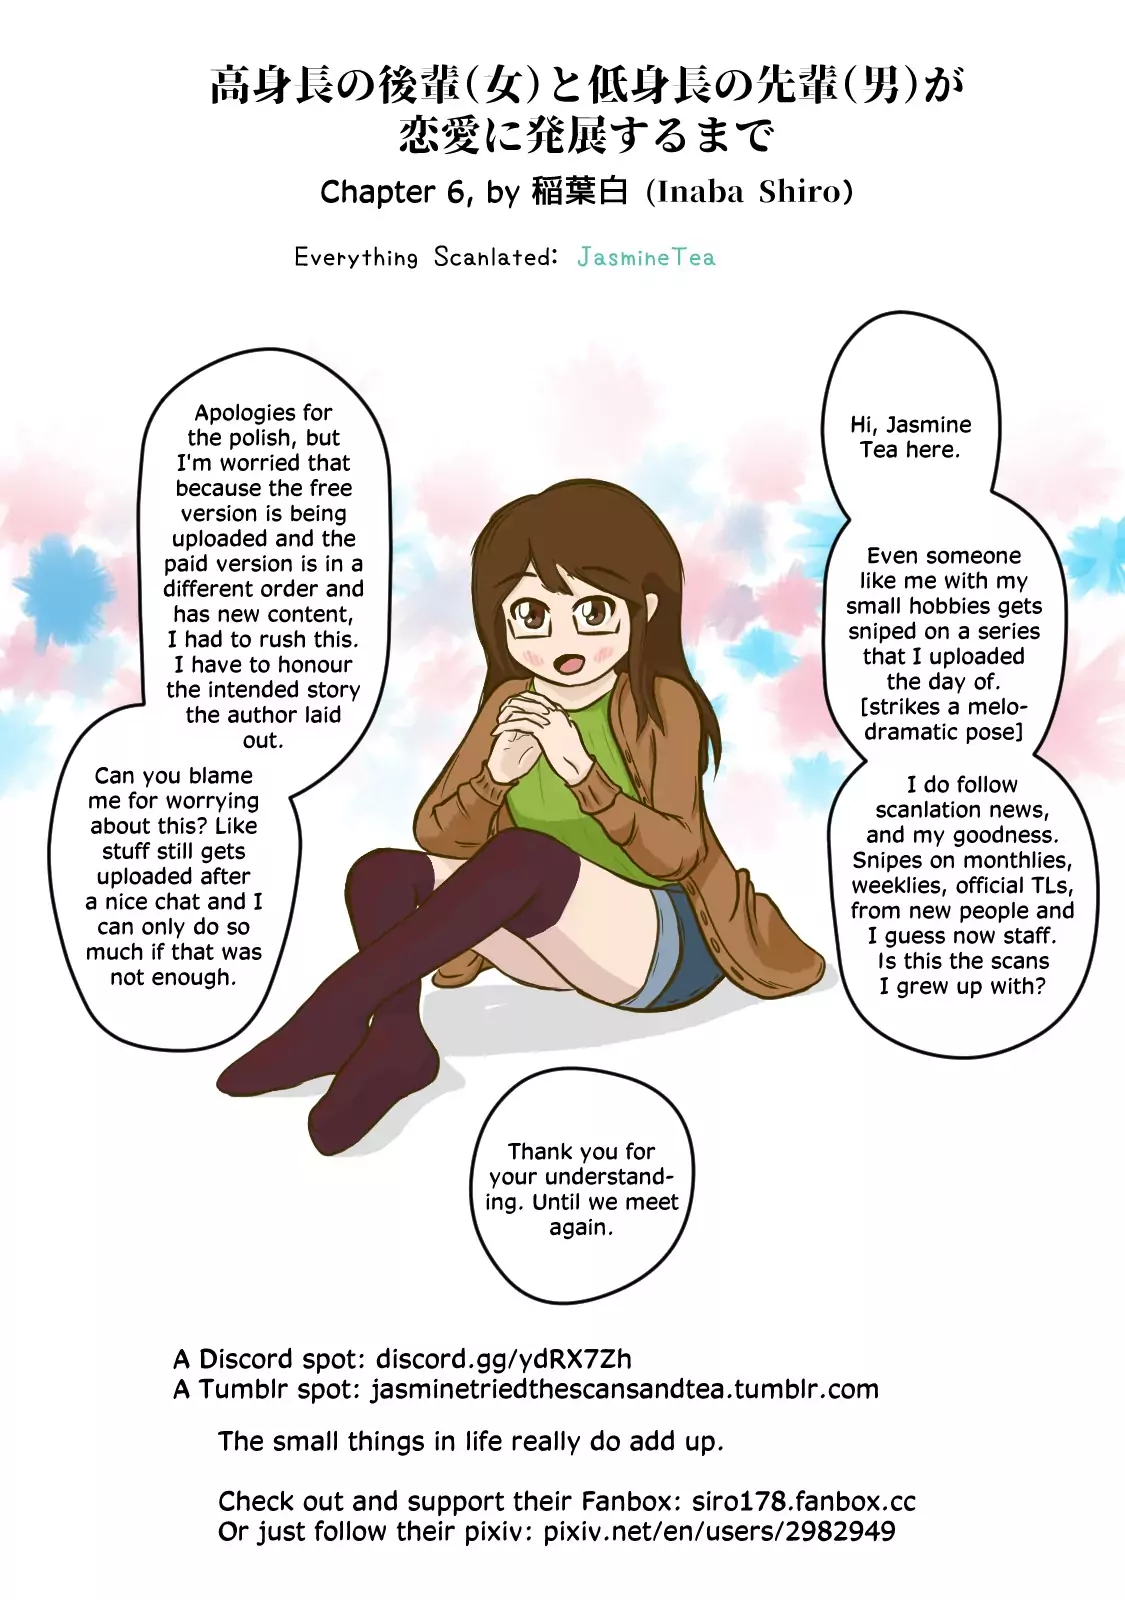 高身長の後輩(女)と低身長の先輩(男)が
恋愛に発展するまで
Chapter 6, by 稲葉白 (Inaba Shiro)
Everything Scanlated: JasmineTea
Hi, Jasmine
Tea here.
Even someone
like me with my
small hobbies gets
sniped on a series
that I uploaded
the day of.
[strikes a melo-
dramatic pose]
I do follow
scanlation news,
and my goodness.
Snipes on monthlies,
weeklies, official TLs,
from new people and
I guess now staff.
Is this the scans
I grew up with?
Apologies for
the polish, but
I'm worried that
because the free
version is being
uploaded and the
paid version is in a
different order and
has new content,
I had to rush this.
I have to honour
the intended story
the author laid
out.
Can you blame
me for worrying
about this? Like
stuff still gets
uploaded after
a nice chat and I
can only do so
much if that was
not enough.
Thank you for
your understand-
ing. Until we meet
again.
A Discord spot: discord.gg/ydRX7Zh
A Tumblr spot: jasminetriedthescansandtea.tumblr.com
The small things in life really do add up.
Check out and support their Fanbox: siro178.fanbox.cc
Or just follow their pixiv: pixiv.net/en/users/2982949